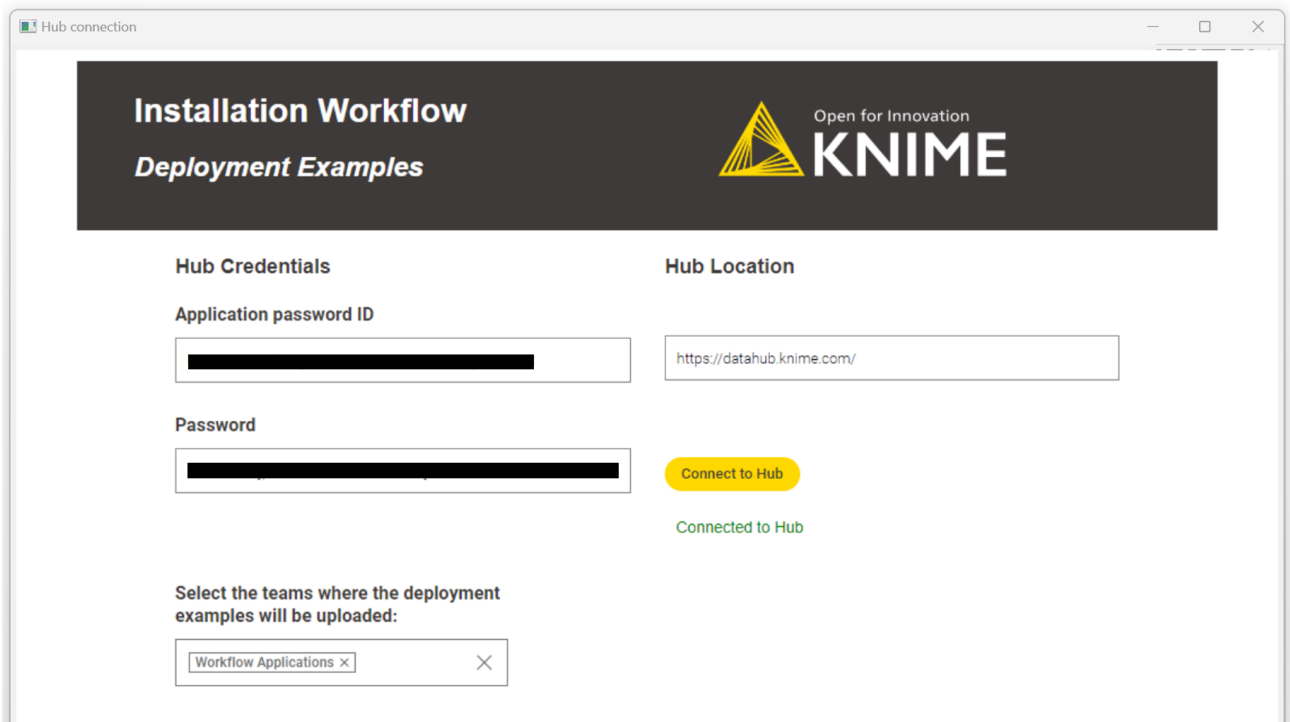 Hub connection
Installation Workflow
Deployment Examples
Open for Innovation
KNIME
Hub Credentials
Hub Location
Application password ID
https://datahub.knime.com/
Password
Connect to Hub
Connected to Hub
Select the teams where the deployment
examples will be uploaded:
Workflow Applications ×